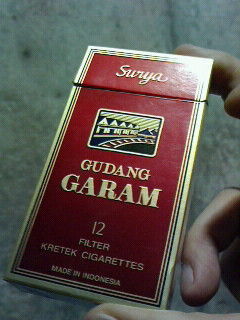 Surya
GUDANG
GARAM
12
FILTER
KRETEK CIGARETTES
MADE IN INDONESIA